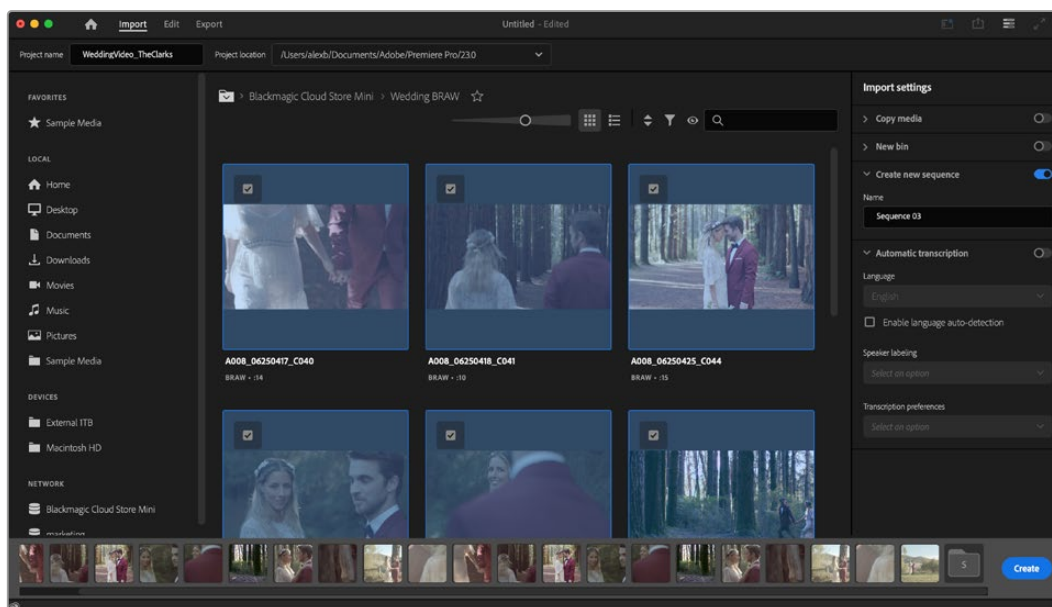 Import Edit Export Untitled - Edited
Project name WeddingVideo_TheClarks Project location /Users/alexb/Documents/Adobe/Premiere Pro/23.0
FAVORITES
Sample Media
LOCAL
Home
Desktop
Documents
Downloads
Movies
Music
Pictures
Sample Media
DEVICES
External 1TB
Macintosh HD
NETWORK
Blackmagic Cloud Store Mini
marketing
Blackmagic Cloud Store Mini > Wedding BRAW
A008_06250417_C040
BRAW • :14
A008_06250418_C041
BRAW • :10
A008_06250425_C044
BRAW • :15
Import settings
Copy media
New bin
Create new sequence
Name
Sequence 03
Automatic transcription
Language
English
Enable language auto-detection
Speaker labeling
Select an option
Transcription preferences
Select an option
S
Create